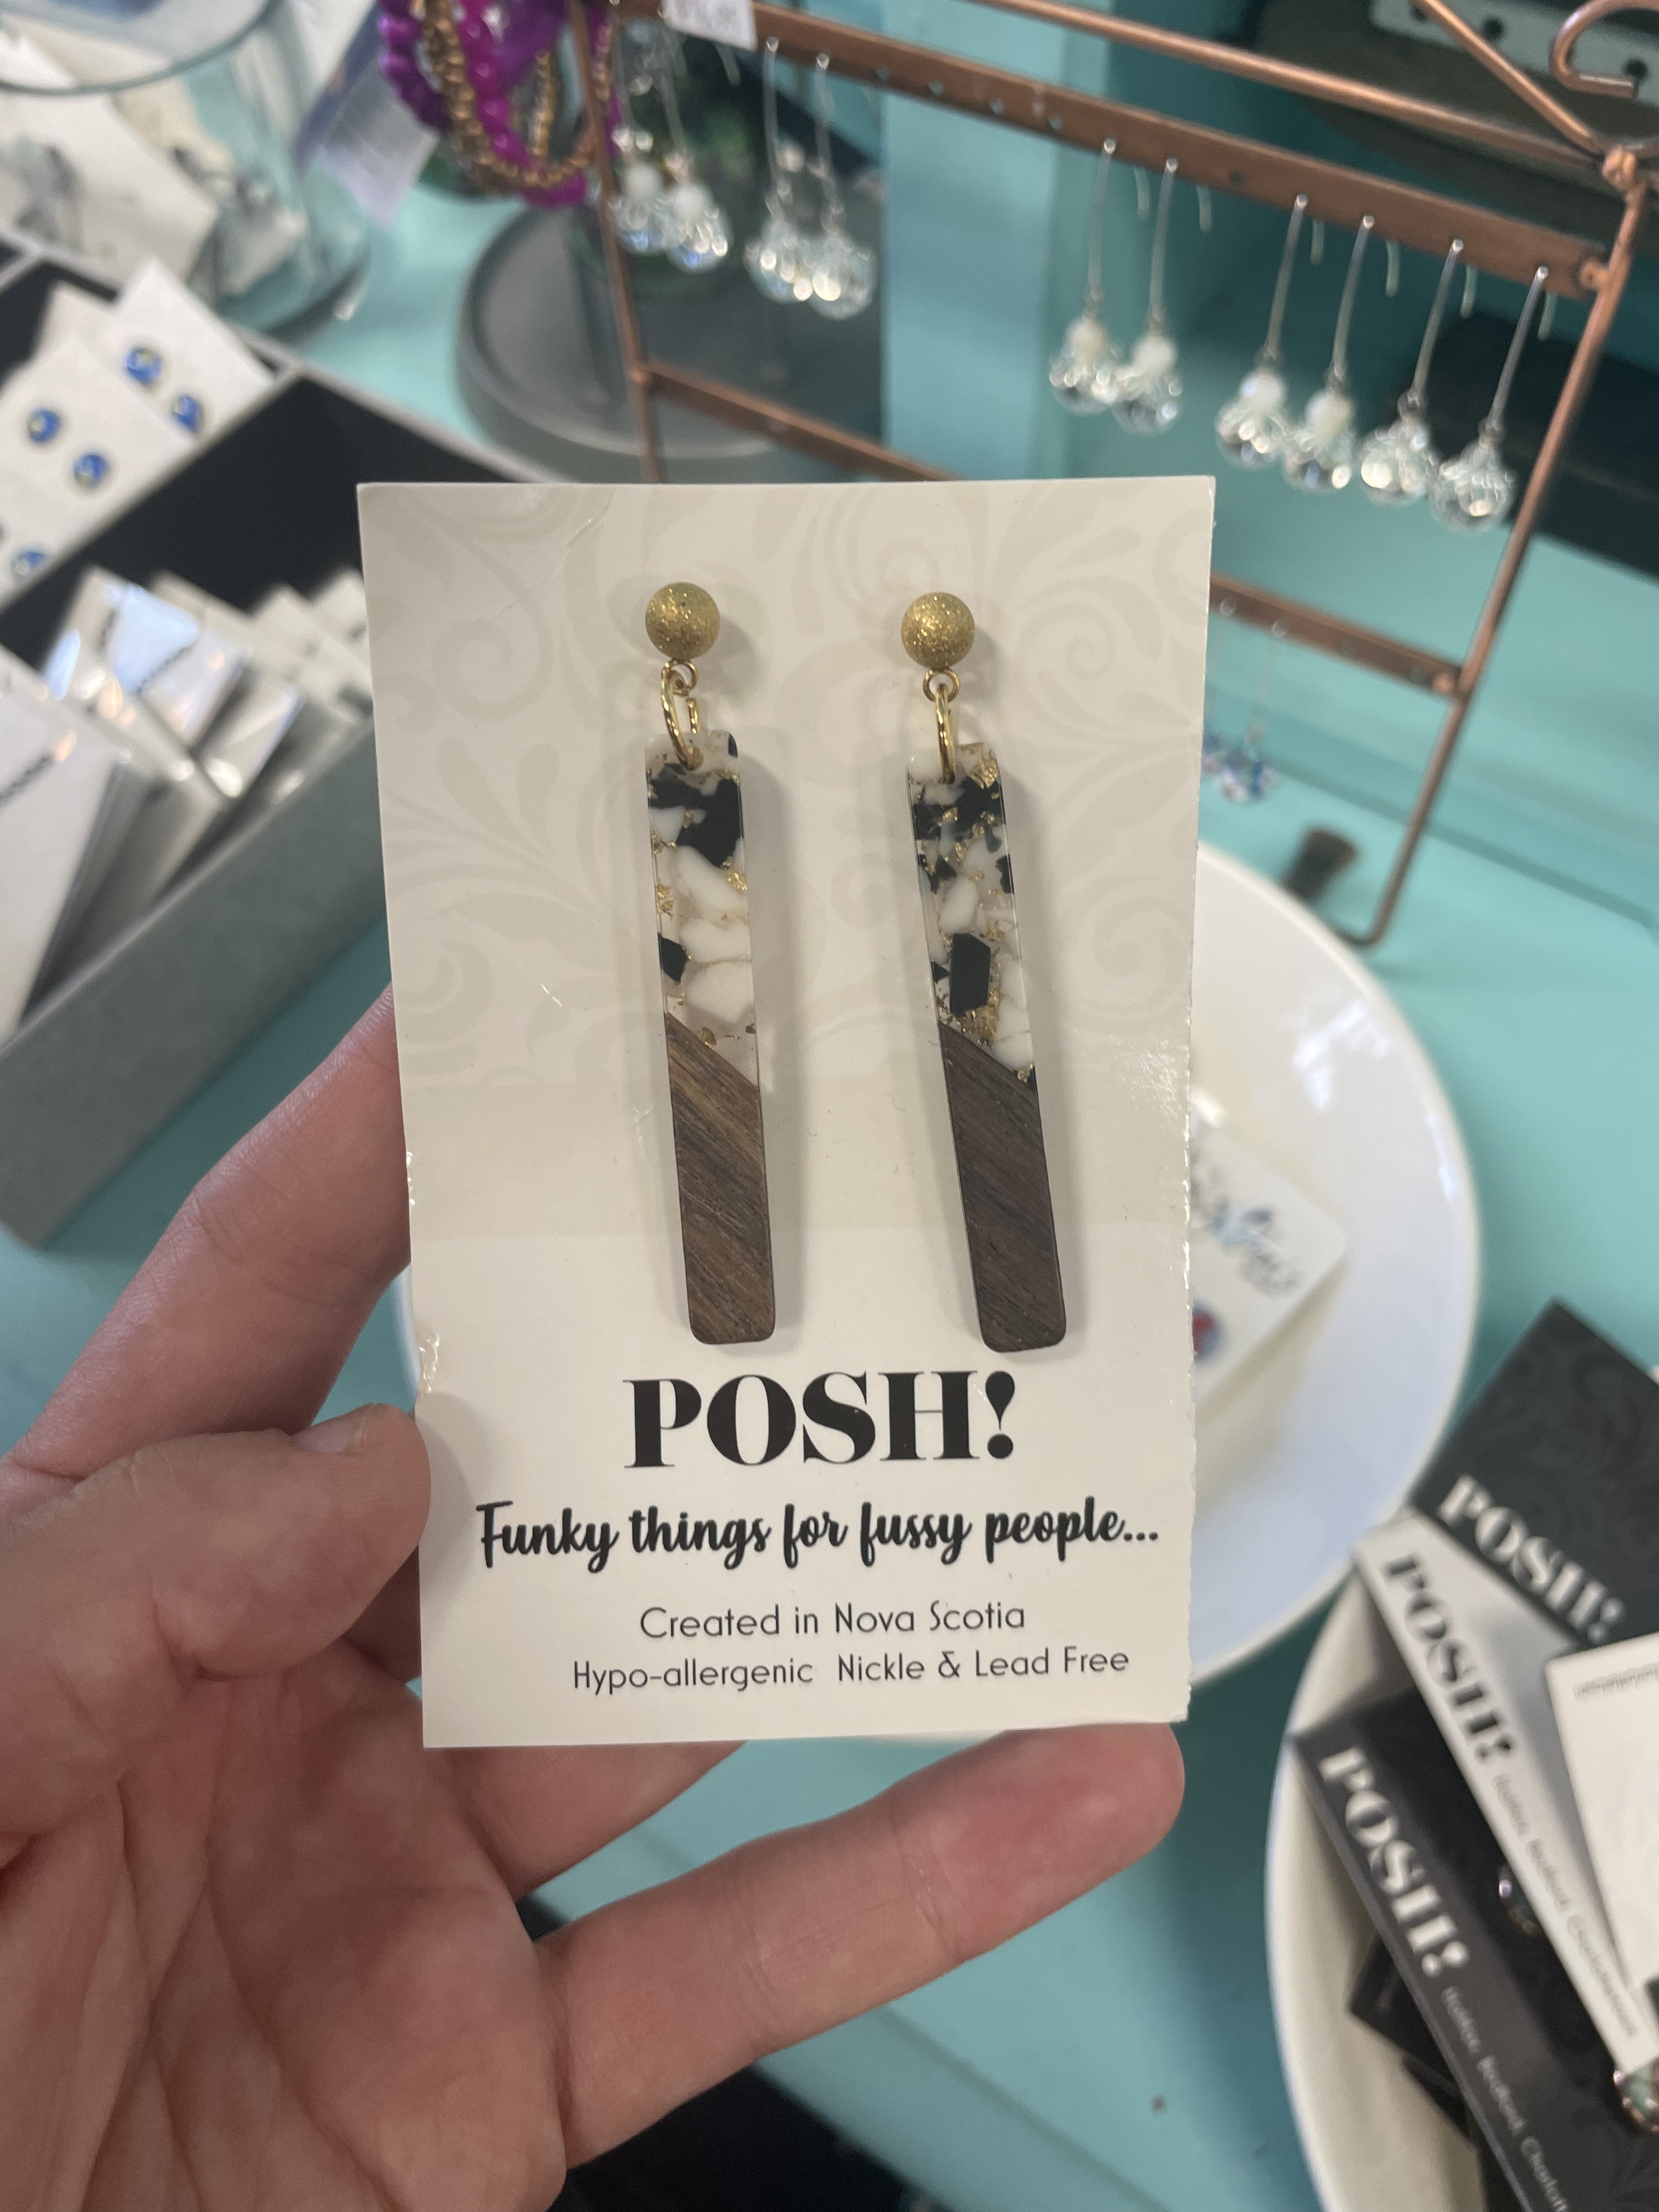 POSH!
Funky things for fussy people...
Created in Nova Scotia
Hypo-allergenic Nickle & Lead Free
POSH!
POSH!
POSH!